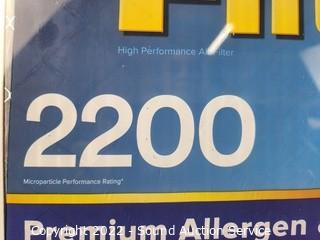 High Performance Air Filter
2200
Microparticle Performance Rating*
Premium Allergen
Copyright 2022 - Sound Auction Service